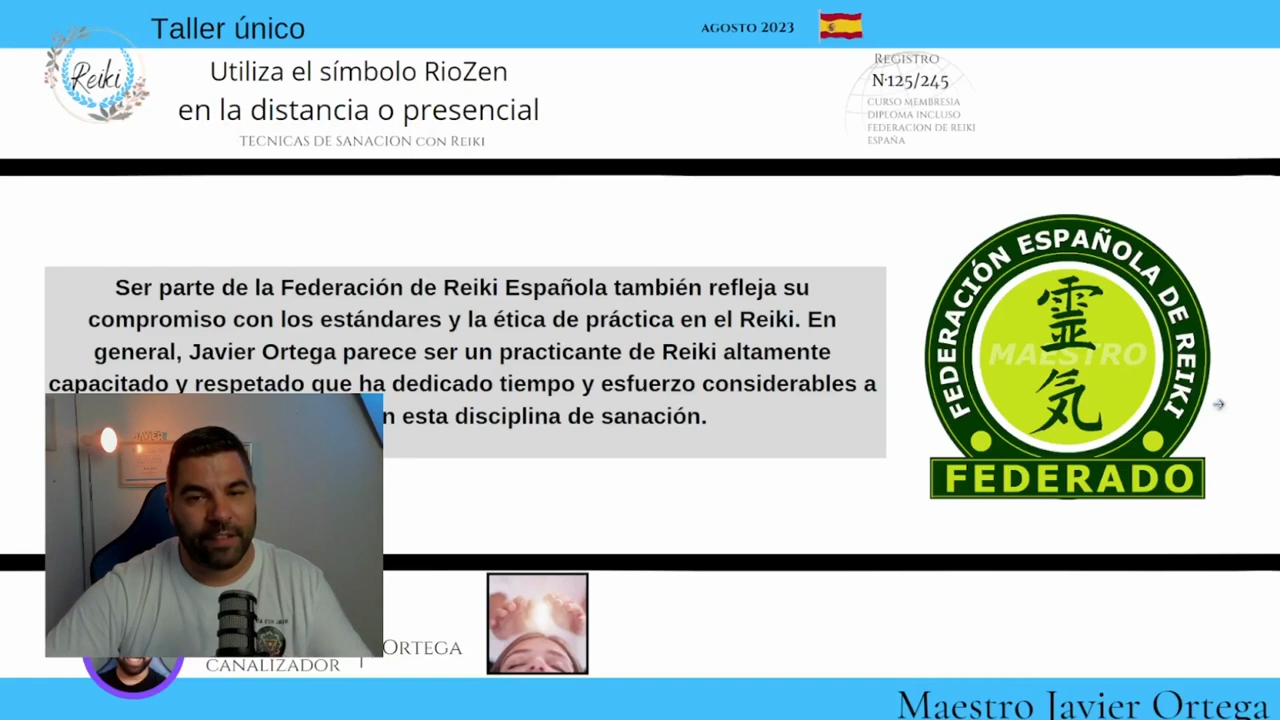 Taller único
AGOSTO 2023
Reiki
Utiliza el símbolo RioZen
en la distancia o presencial
TECNICAS DE SANACION CON REIKI
REGISTRO
N·125/245
CURSO MEMBRESIA
DIPLOMA INCLUSO
FEDERACION DE REIKI
ESPAÑA
Ser parte de la Federación de Reiki Española también refleja su
compromiso con los estándares y la ética de práctica en el Reiki. En
general, Javier Ortega parece ser un practicante de Reiki altamente
capacitado y respetado que ha dedicado tiempo y esfuerzo considerables a
n esta disciplina de sanación.
FEDERACIÓN ESPAÑOLA DE REIKI
靈
MAESTRO
気
FEDERADO
JAVIER
ORTEGA
CANALIZADOR
Maestro Javier Ortega